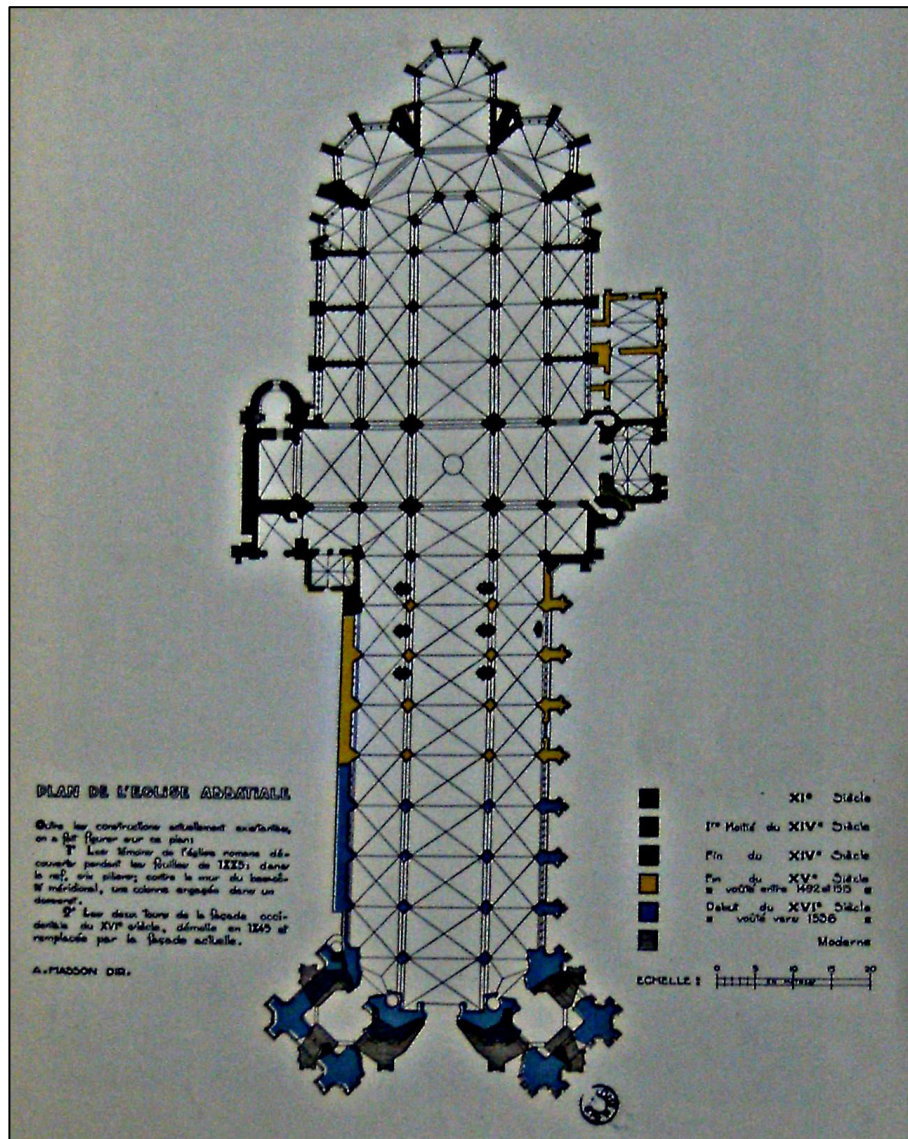 PLAN DE L'EGLISE ABBATIALE
Outre les constructions actuellement existantes,
on a fait figurer sur ce plan:
1° Les témoins de l'église romane dé-
couverts pendant les fouilles de 1885: dans
la nef, six piliers; contre le mur du bascô-
té méridional, une colonne engagée dans un
dosseret.
2° Les deux tours de la façade occi-
dentale du XVIe siècle, démolie en 1845 et
remplacée par la façade actuelle.
A. MASSON DIR.
XIe Siècle
1re Moitié du XIVe Siècle
Fin du XIVe Siècle
Fin du XVe Siècle
voûté entre 1492 et 1515
Début du XVIe Siècle
voûté vers 1536
Moderne
ECHELLE: 0 5 10 15 20